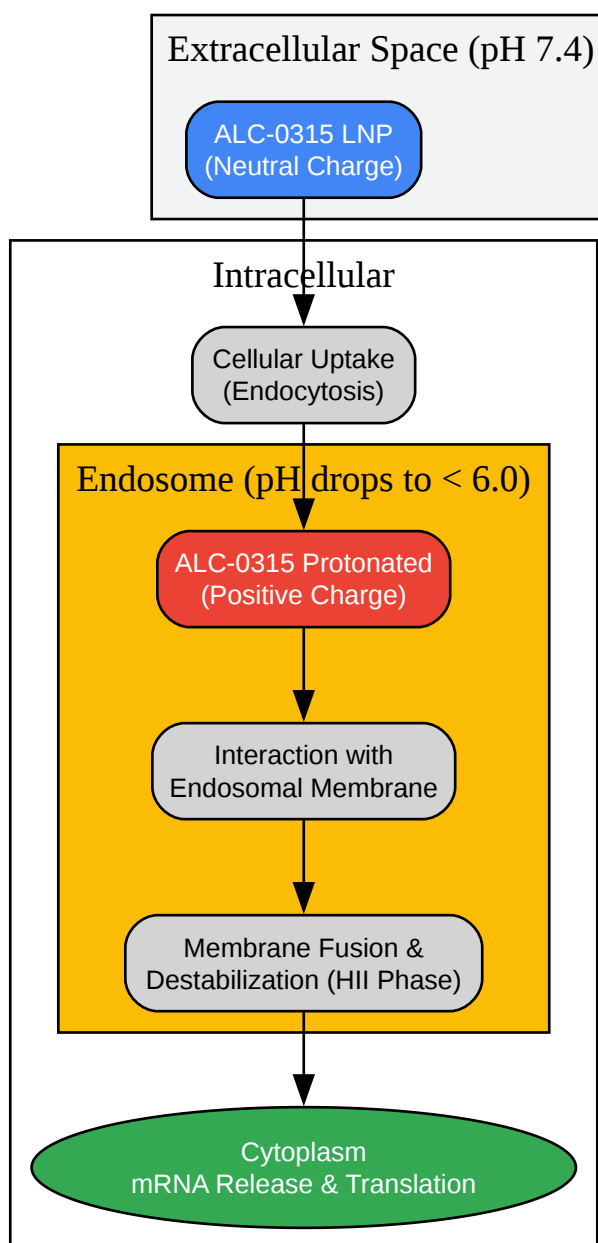 Extracellular Space (pH 7.4)
ALC-0315 LNP
(Neutral Charge)
Intracellular
Cellular Uptake
(Endocytosis)
Endosome (pH drops to < 6.0)
ALC-0315 Protonated
(Positive Charge)
Interaction with
Endosomal Membrane
Membrane Fusion &
Destabilization (HII Phase)
Cytoplasm
mRNA Release & Translation